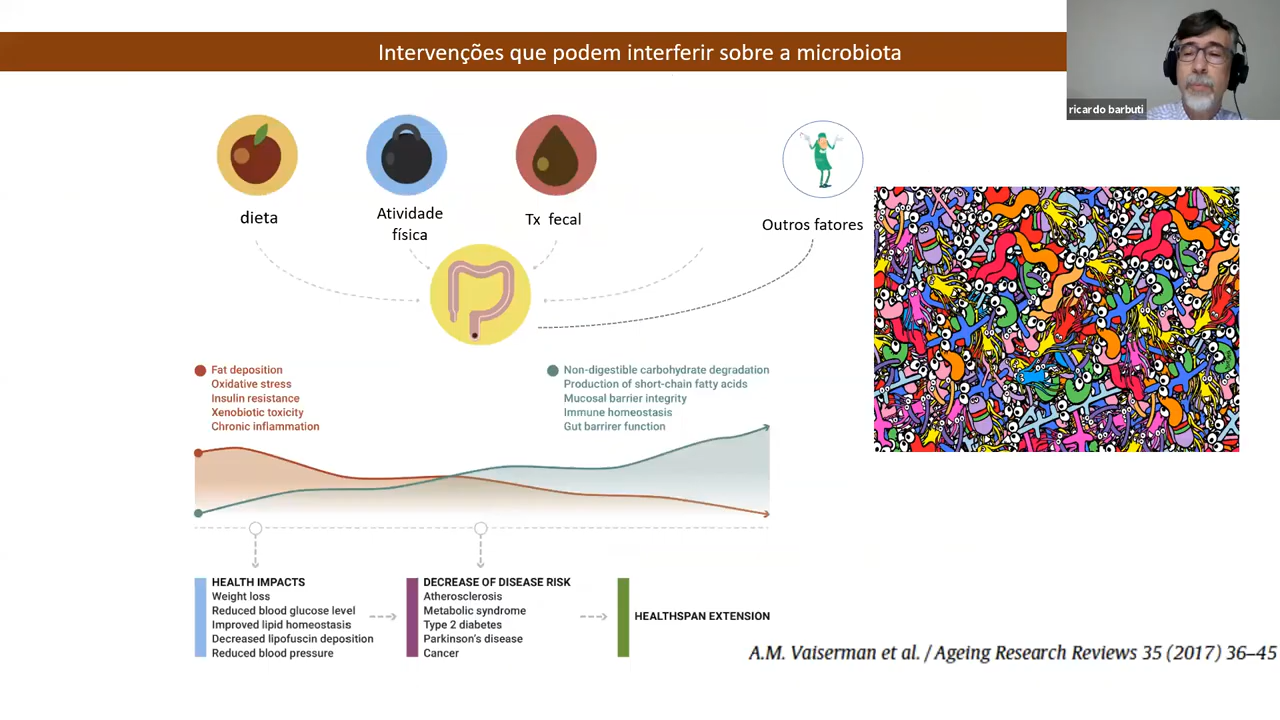 Intervenções que podem interferir sobre a microbiota
ricardo barbuti
dieta
Atividade
física
Tx fecal
Outros fatores
Fat deposition
Oxidative stress
Insulin resistance
Xenobiotic toxicity
Chronic inflammation
Non-digestible carbohydrate degradation
Production of short-chain fatty acids
Mucosal barrier integrity
Immune homeostasis
Gut barrirer function
HEALTH IMPACTS
Weight loss
Reduced blood glucose level
Improved lipid homeostasis
Decreased lipofuscin deposition
Reduced blood pressure
DECREASE OF DISEASE RISK
Atherosclerosis
Metabolic syndrome
Type 2 diabetes
Parkinson's disease
Cancer
HEALTHSPAN EXTENSION
A.M. Vaiserman et al. / Ageing Research Reviews 35 (2017) 36–45